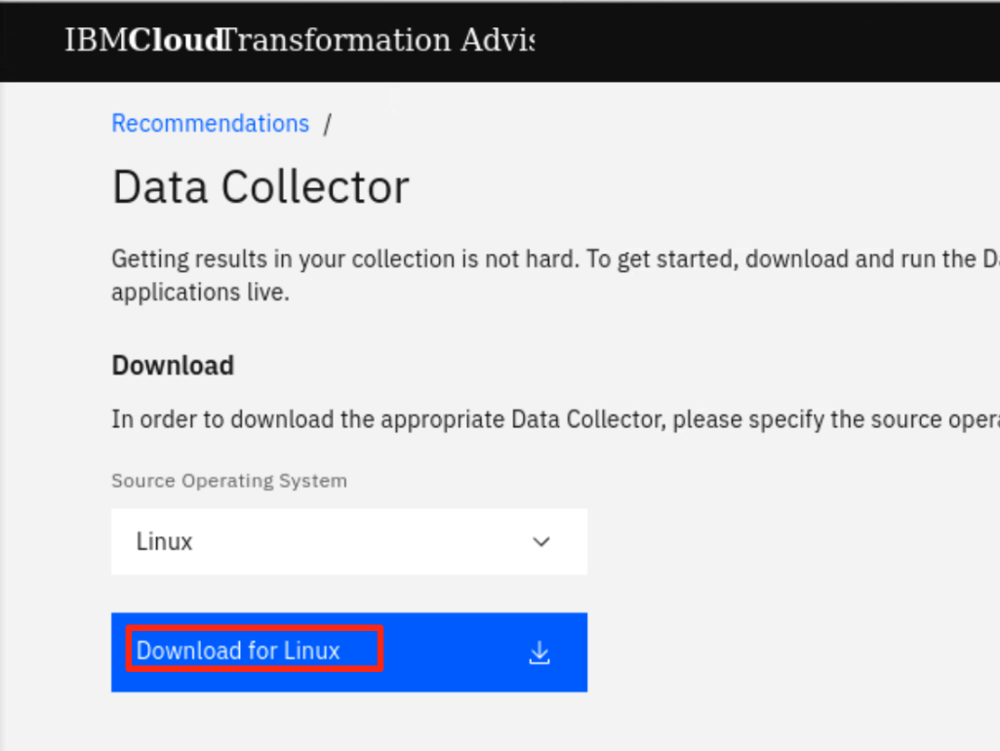 IBMCloudTransformation Advis
Recommendations /
Data Collector
Getting results in your collection is not hard. To get started, download and run the Da
applications live.
Download
In order to download the appropriate Data Collector, please specify the source opera
Source Operating System
Linux
Download for Linux